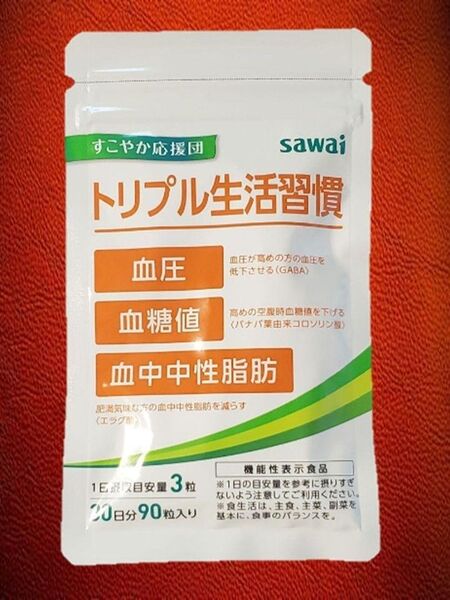 すこやか応援団
sawai
トリプル生活習慣
血圧
血圧が高めの方の血圧を
低下させる(GABA)
血糖値
高めの空腹時血糖値を下げる
(バナバ葉由来コロソリン酸)
血中中性脂肪
肥満気味な方の血中中性脂肪を減らす
(エラグ酸)
1日摂取目安量3粒
30日分90粒入り
機能性表示食品
※1日の目安量を参考に摂りすぎ
ないよう注意してご利用ください。
※食生活は、主食、主菜、副菜を
基本に、食事のバランスを。